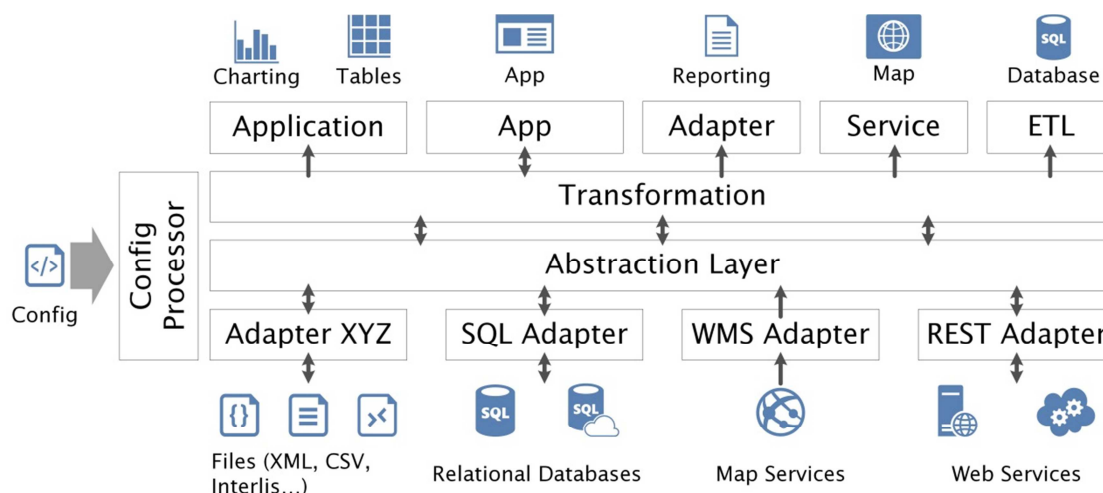 Charting
Tables
App
Reporting
Map
SQL
Database
Application
App
Adapter
Service
ETL
Transformation
Config
Processor
</>
Config
Abstraction Layer
Adapter XYZ
SQL Adapter
WMS Adapter
REST Adapter
{}
SQL
SQL
Files (XML, CSV,
Interlis...)
Relational Databases
Map Services
Web Services